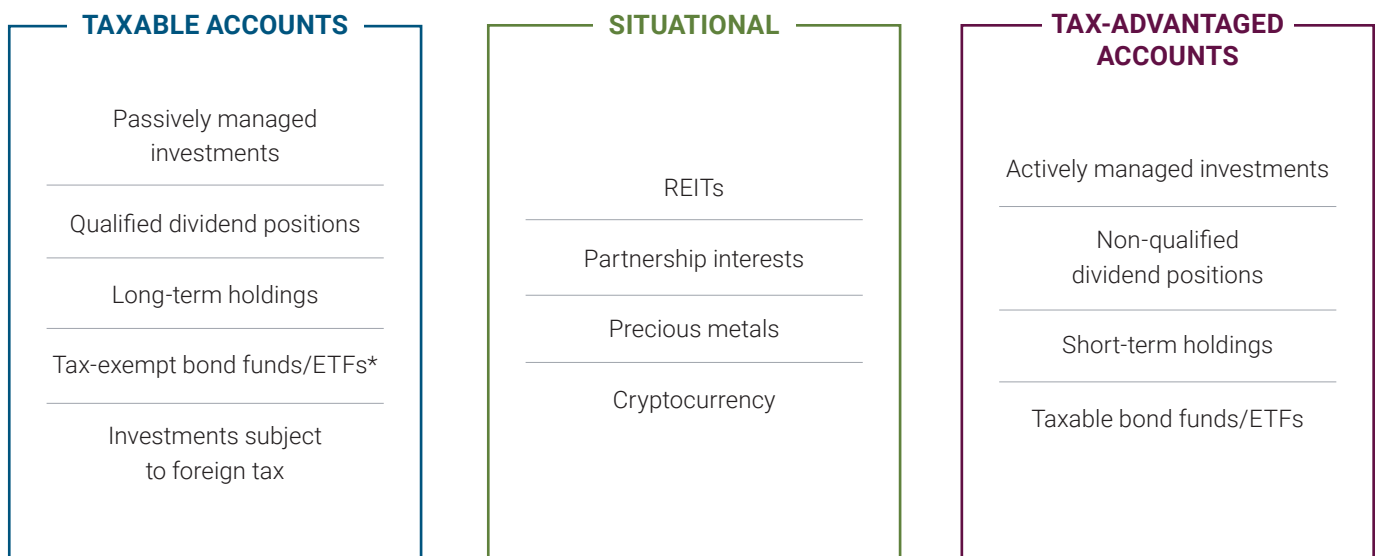 TAXABLE ACCOUNTS
Passively managed
investments
Qualified dividend positions
Long-term holdings
Tax-exempt bond funds/ETFs*
Investments subject
to foreign tax
SITUATIONAL
REITs
Partnership interests
Precious metals
Cryptocurrency
TAX-ADVANTAGED
ACCOUNTS
Actively managed investments
Non-qualified
dividend positions
Short-term holdings
Taxable bond funds/ETFs